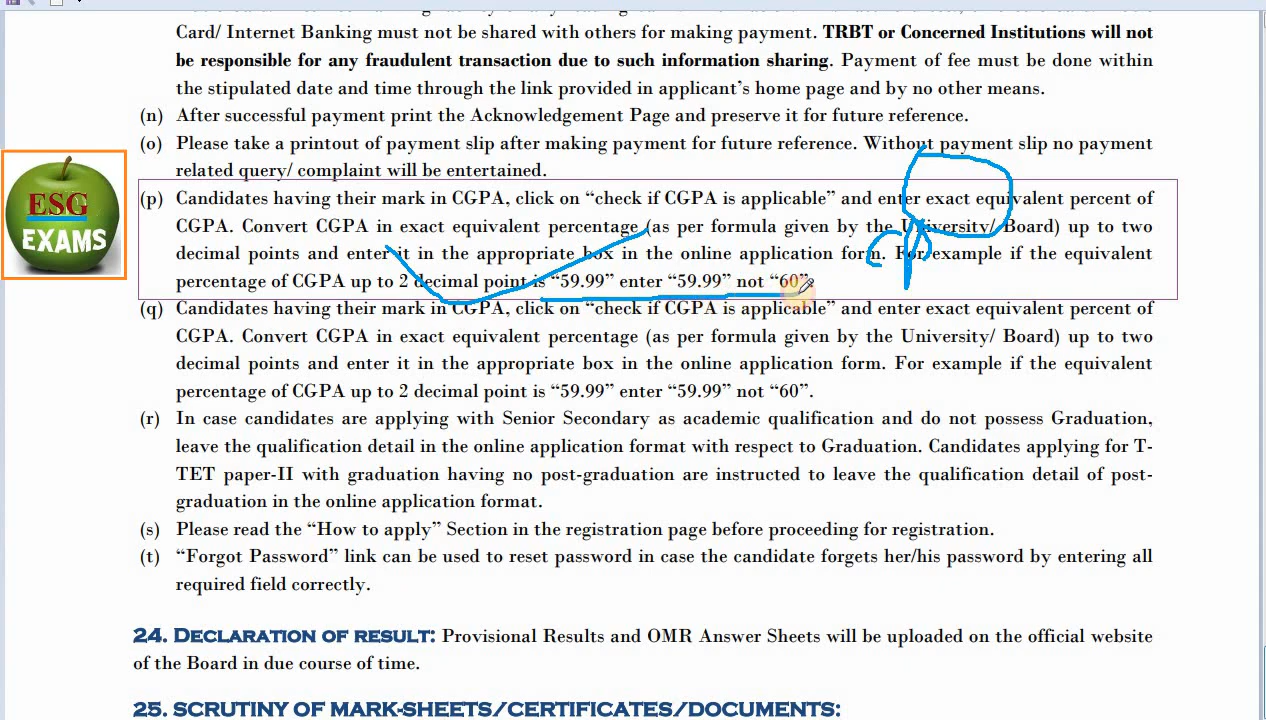 Card/ Internet Banking must not be shared with others for making payment. TRBT or Concerned Institutions will not
be responsible for any fraudulent transaction due to such information sharing. Payment of fee must be done within
the stipulated date and time through the link provided in applicant's home page and by no other means.
(n) After successful payment print the Acknowledgement Page and preserve it for future reference.
(o) Please take a printout of payment slip after making payment for future reference. Without payment slip no payment
related query/ complaint will be entertained.
(p) Candidates having their mark in CGPA, click on “check if CGPA is applicable” and enter exact equivalent percent of
CGPA. Convert CGPA in exact equivalent percentage (as per formula given by the University/ Board) up to two
decimal points and enter it in the appropriate box in the online application form. For example if the equivalent
percentage of CGPA up to 2 decimal point is “59.99” enter “59.99” not “60”
(q) Candidates having their mark in CGPA, click on “check if CGPA is applicable” and enter exact equivalent percent of
CGPA. Convert CGPA in exact equivalent percentage (as per formula given by the University/ Board) up to two
decimal points and enter it in the appropriate box in the online application form. For example if the equivalent
percentage of CGPA up to 2 decimal point is “59.99” enter “59.99” not “60”.
(r) In case candidates are applying with Senior Secondary as academic qualification and do not possess Graduation,
leave the qualification detail in the online application format with respect to Graduation. Candidates applying for T-
TET paper-II with graduation having no post-graduation are instructed to leave the qualification detail of post-
graduation in the online application format.
(s) Please read the “How to apply” Section in the registration page before proceeding for registration.
(t) “Forgot Password” link can be used to reset password in case the candidate forgets her/his password by entering all
required field correctly.
24. DECLARATION OF RESULT: Provisional Results and OMR Answer Sheets will be uploaded on the official website
of the Board in due course of time.
25. SCRUTINY OF MARK-SHEETS/CERTIFICATES/DOCUMENTS:
ESG
EXAMS